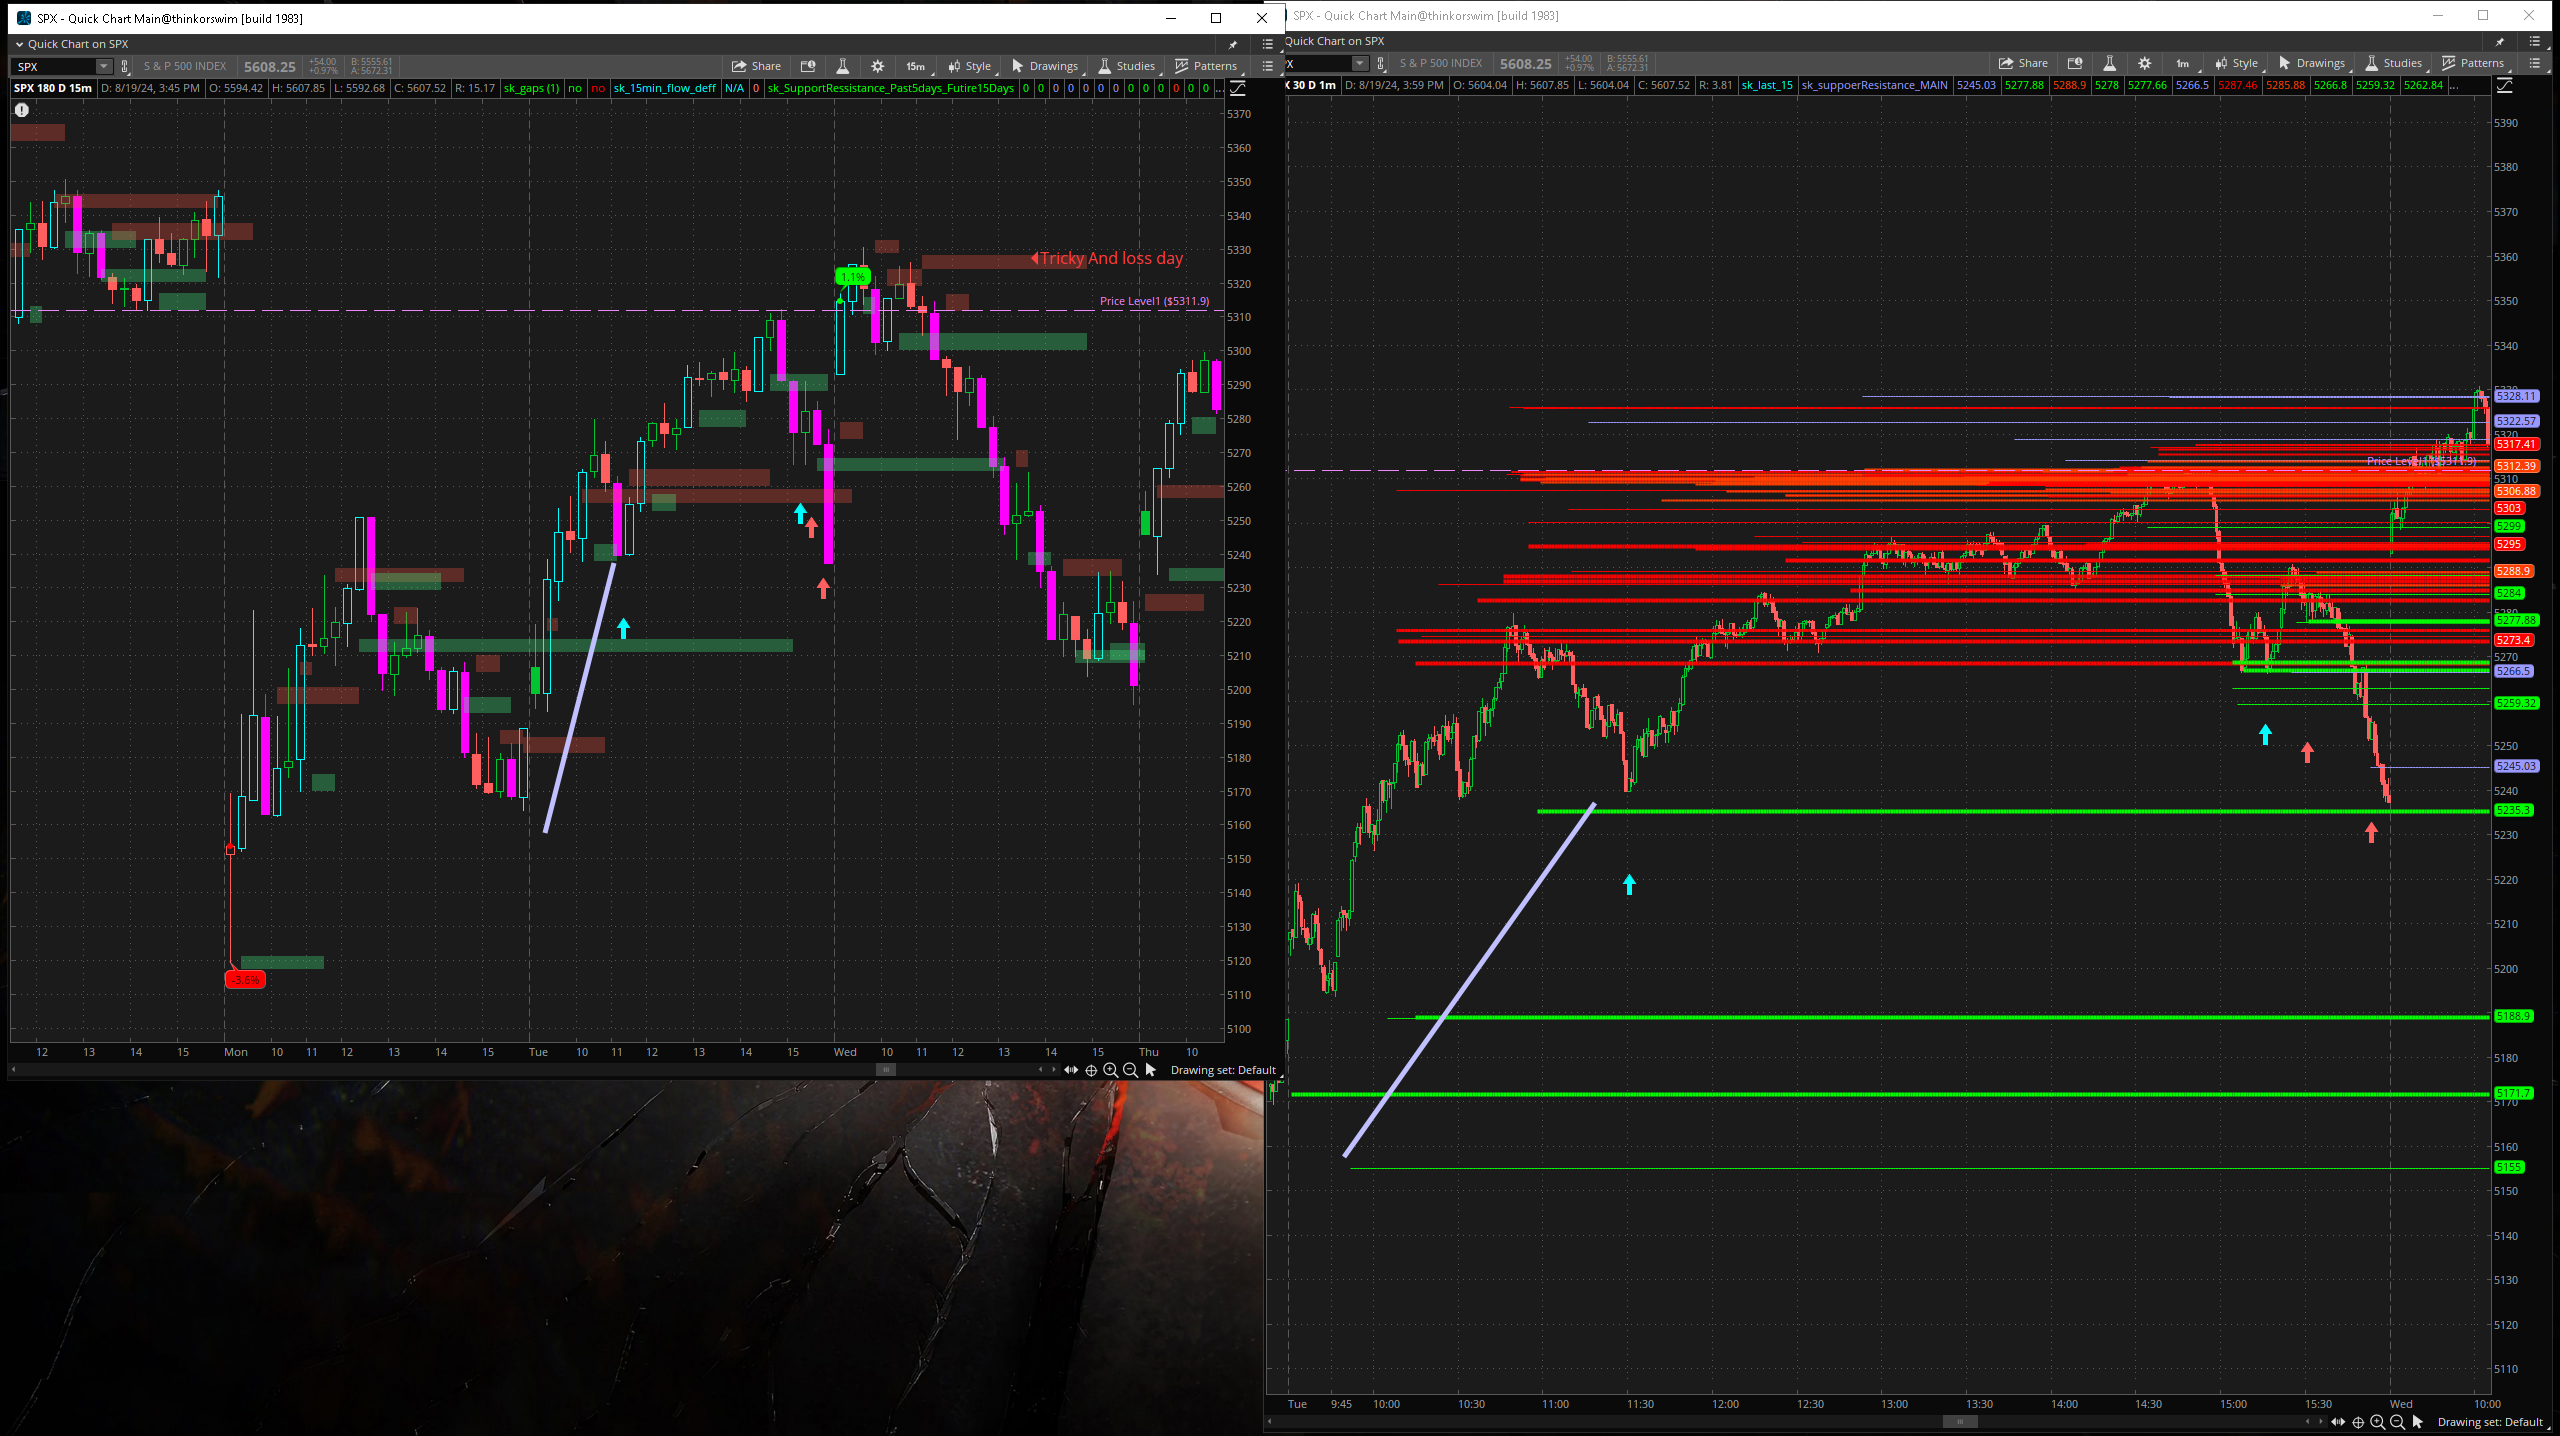 SPX - Quick Chart Main@thinkorswim [build 1983]
Quick Chart on SPX
SPX
S & P 500 INDEX
5608.25
+54.00
+0.97%
B: 5555.61
A: 5672.31
Share
15m
Style
Drawings
Studies
Patterns
SPX 180 D 15m
D: 8/19/24, 3:45 PM
O: 5594.42
H: 5607.85
L: 5592.68
C: 5607.52
R: 15.17
sk_gaps (1)
no
no
sk_15min_flow_deff
N/A
0
sk_SupportRessistance_Past5days_Futire15Days
0 0 0 0 0 0 0 0 0 0 0 0 0 ...
Tricky And loss day
Price Level1 ($5311.9)
1.1%
-3.6%
5370
5360
5350
5340
5330
5320
5310
5300
5290
5280
5270
5260
5250
5240
5230
5220
5210
5200
5190
5180
5170
5160
5150
5140
5130
5120
5110
5100
12 13 14 15 Mon 10 11 12 13 14 15 Tue 10 11 12 13 14 15 Wed 10 11 12 13 14 15 Thu 10
Drawing set: Default
SPX - Quick Chart Main@thinkorswim [build 1983]
Quick Chart on SPX
S & P 500 INDEX
5608.25
+54.00
+0.97%
B: 5555.61
A: 5672.31
Share
1m
Style
Drawings
Studies
Patterns
30 D 1m
D: 8/19/24, 3:59 PM
O: 5604.04
H: 5607.85
L: 5604.04
C: 5607.52
R: 3.81
sk_last_15
sk_suppoerResistance_MAIN
5245.03 5277.88 5288.9 5278 5277.66 5266.5 5287.46 5285.88 5266.8 5259.32 5262.84 ...
5390
5380
5370
5360
5350
5340
5328.11
5322.57
5317.41
Price Level1 ($5311.9)
5312.39
5310
5306.88
5303
5299
5295
5288.9
5284
5277.88
5273.4
5270
5266.5
5259.32
5250
5245.03
5240
5235.3
5230
5220
5210
5200
5188.9
5180
5171.7
5170
5160
5155
5150
5140
5130
5120
5110
Tue 9:45 10:00 10:30 11:00 11:30 12:00 12:30 13:00 13:30 14:00 14:30 15:00 15:30 Wed 10:00
Drawing set: Default